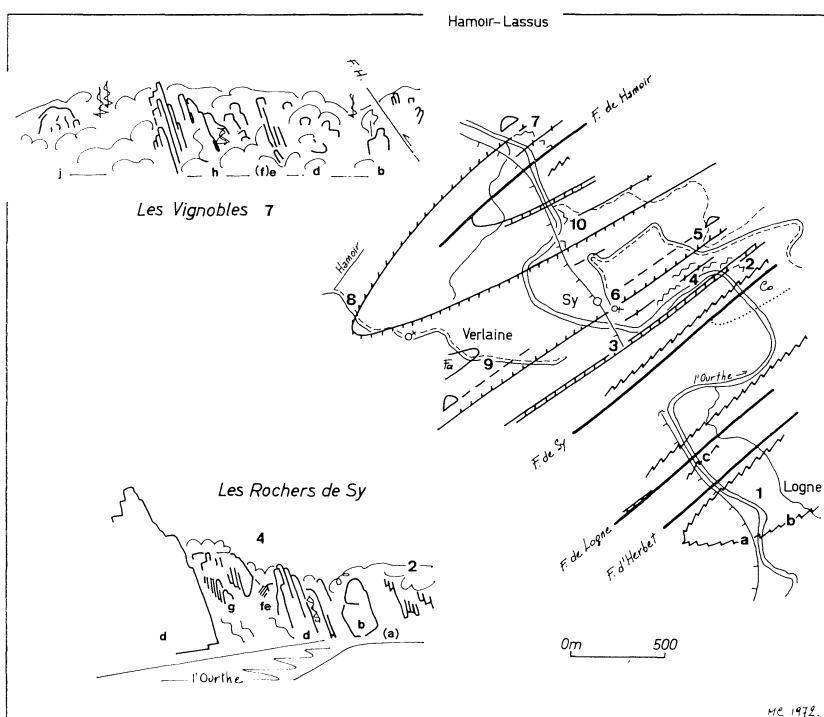 Hamoir-Lassus
F. H.
j h (f)e d b
Les Vignobles 7
F. de Hamoir
7
10
5
2
4
Co
Hamoir
8
6
Sy
Verlaine
3
Fa
9
l'Ourthe
F. de Sy
c
Logne
1
b
a
F. de Logne
F. d'Herbet
Les Rochers de Sy
4
2
g fe
d d b (a)
l'Ourthe
0m 500
MC 1972.